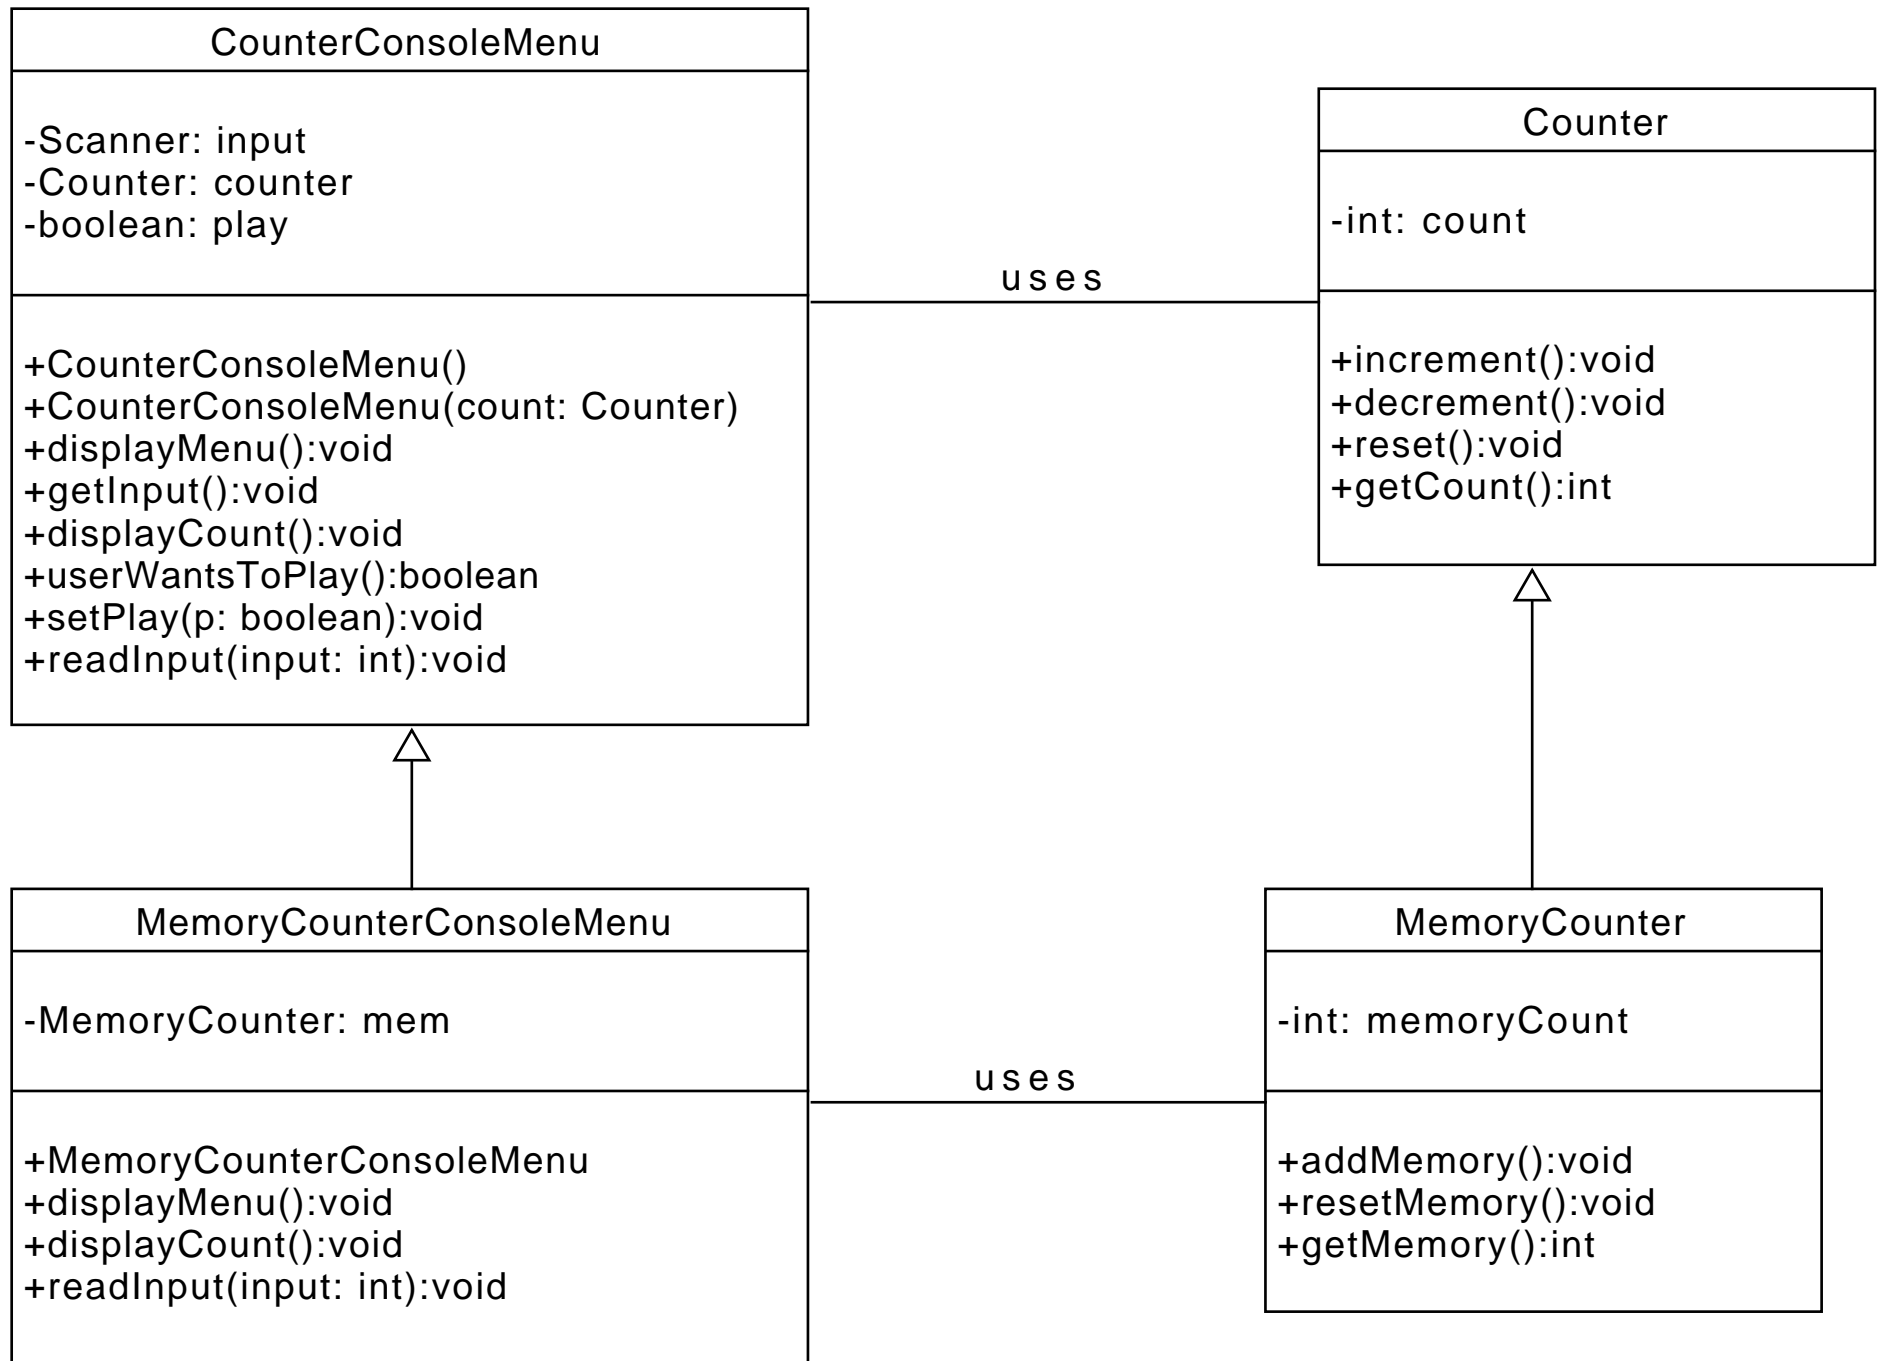 CounterConsoleMenu
-Scanner: input
-Counter: counter
-boolean: play
+CounterConsoleMenu()
+CounterConsoleMenu(count: Counter)
+displayMenu():void
+getInput():void
+displayCount():void
+userWantsToPlay():boolean
+setPlay(p: boolean):void
+readInput(input: int):void
uses
Counter
-int: count
+increment():void
+decrement():void
+reset():void
+getCount():int
MemoryCounterConsoleMenu
-MemoryCounter: mem
+MemoryCounterConsoleMenu
+displayMenu():void
+displayCount():void
+readInput(input: int):void
uses
MemoryCounter
-int: memoryCount
+addMemory():void
+resetMemory():void
+getMemory():int